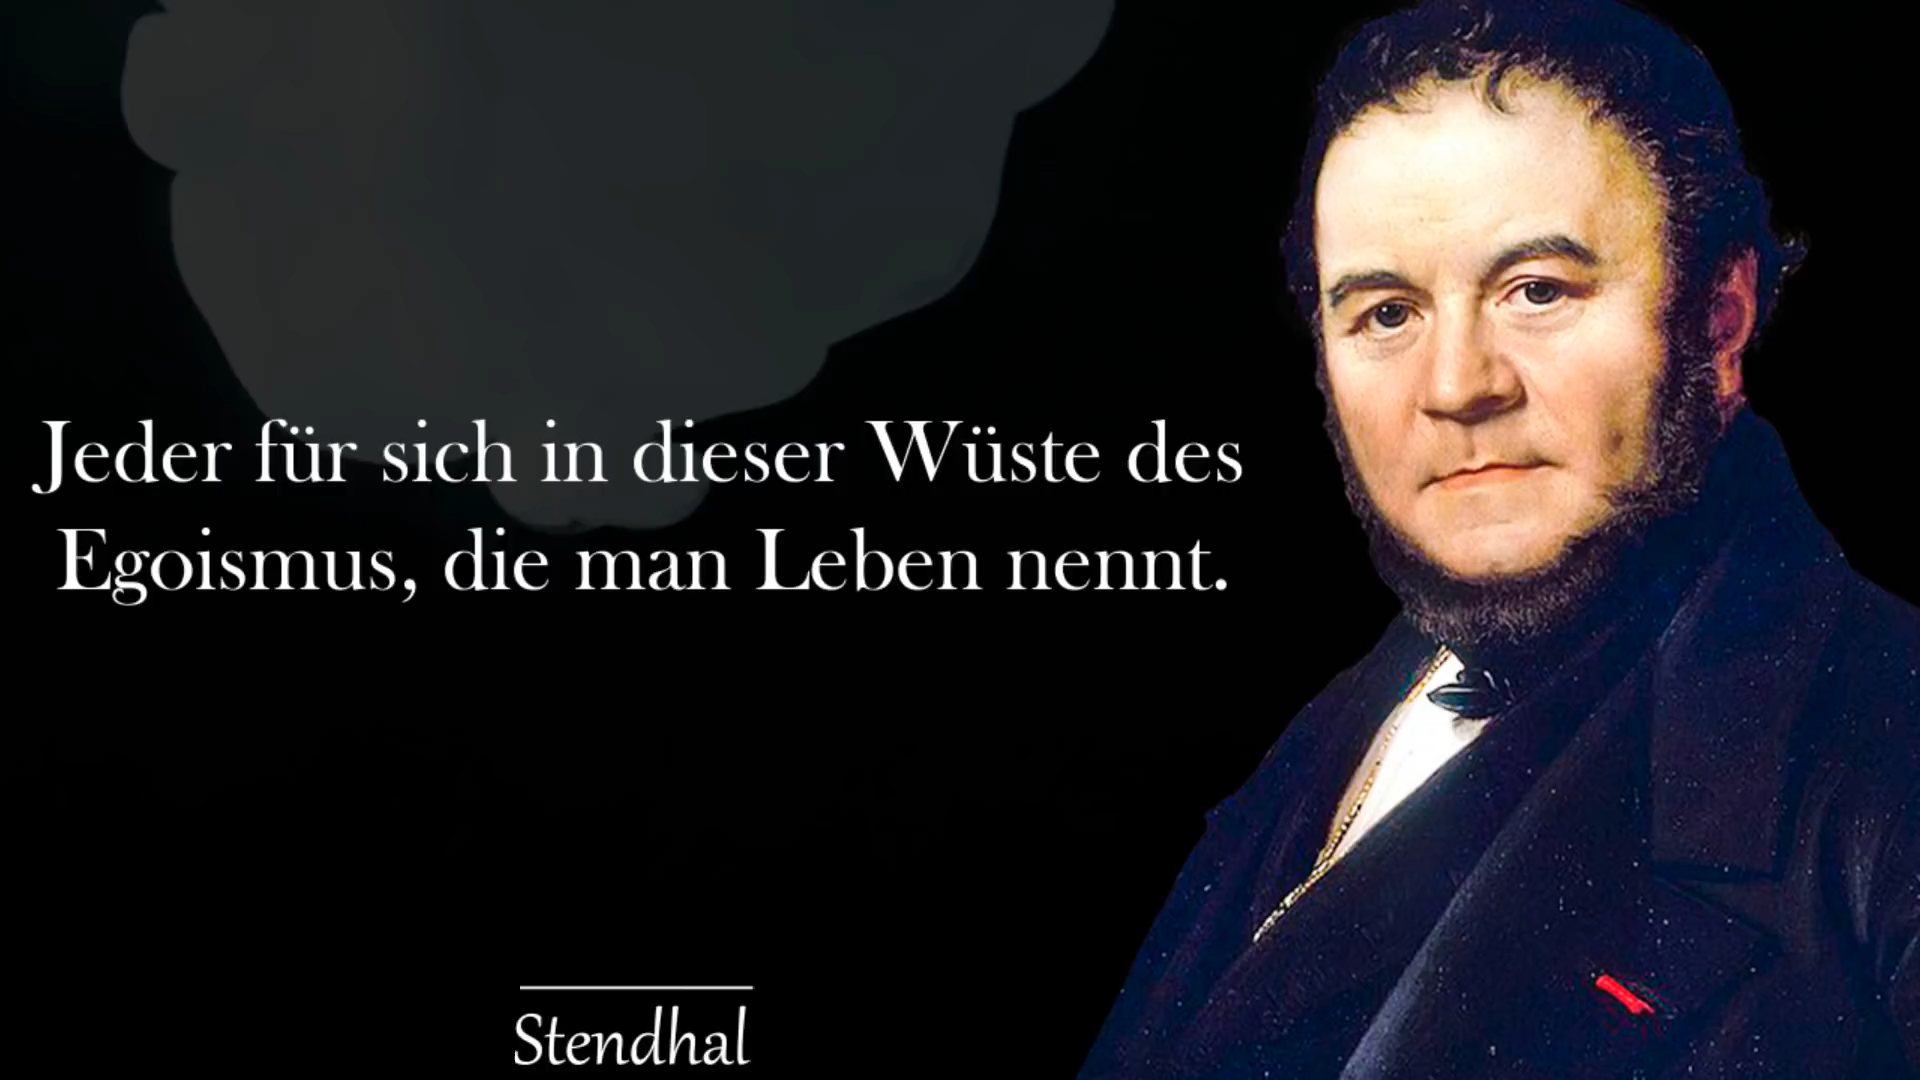 Jeder für sich in dieser Wüste des
Egoismus, die man Leben nennt.
Stendhal